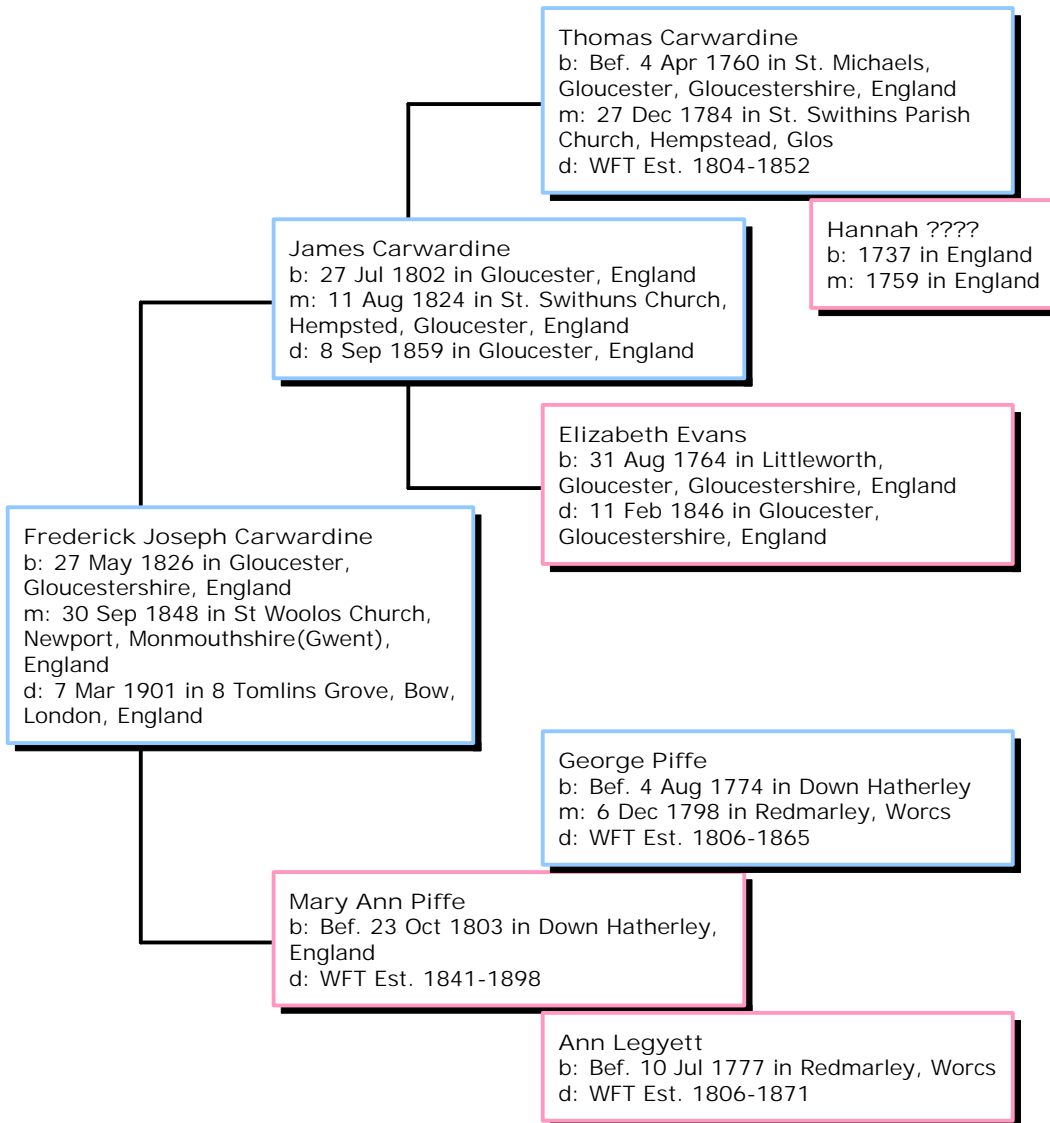 Thomas Carwardine
b: Bef. 4 Apr 1760 in St. Michaels,
Gloucester, Gloucestershire, England
m: 27 Dec 1784 in St. Swithins Parish
Church, Hempstead, Glos
d: WFT Est. 1804-1852
Hannah ????
b: 1737 in England
m: 1759 in England
James Carwardine
b: 27 Jul 1802 in Gloucester, England
m: 11 Aug 1824 in St. Swithuns Church,
Hempsted, Gloucester, England
d: 8 Sep 1859 in Gloucester, England
Elizabeth Evans
b: 31 Aug 1764 in Littleworth,
Gloucester, Gloucestershire, England
d: 11 Feb 1846 in Gloucester,
Gloucestershire, England
Frederick Joseph Carwardine
b: 27 May 1826 in Gloucester,
Gloucestershire, England
m: 30 Sep 1848 in St Woolos Church,
Newport, Monmouthshire(Gwent),
England
d: 7 Mar 1901 in 8 Tomlins Grove, Bow,
London, England
George Piffe
b: Bef. 4 Aug 1774 in Down Hatherley
m: 6 Dec 1798 in Redmarley, Worcs
d: WFT Est. 1806-1865
Mary Ann Piffe
b: Bef. 23 Oct 1803 in Down Hatherley,
England
d: WFT Est. 1841-1898
Ann Legyett
b: Bef. 10 Jul 1777 in Redmarley, Worcs
d: WFT Est. 1806-1871